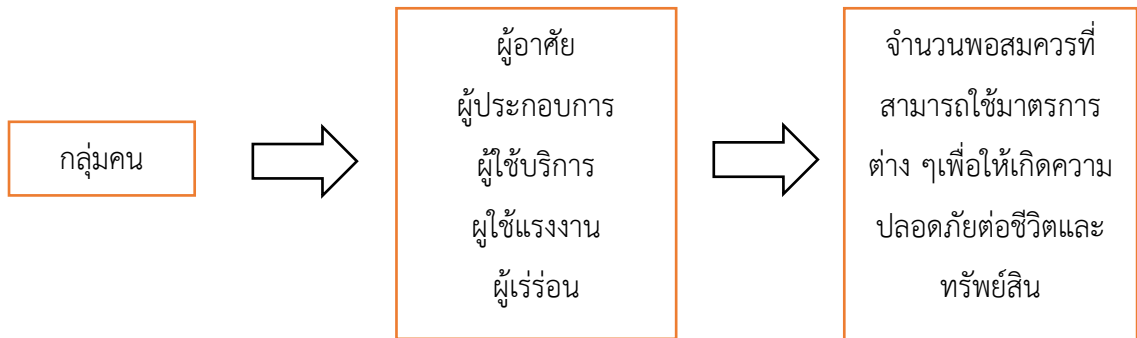 กลุ่มคน
ผู้อาศัย
ผู้ประกอบการ
ผู้ใช้บริการ
ผูใช้แรงงาน
ผู้เร่ร่อน
จำนวนพอสมควรที่
สามารถใช้มาตรการ
ต่าง ๆเพื่อให้เกิดความ
ปลอดภัยต่อชีวิตและ
ทรัพย์สิน